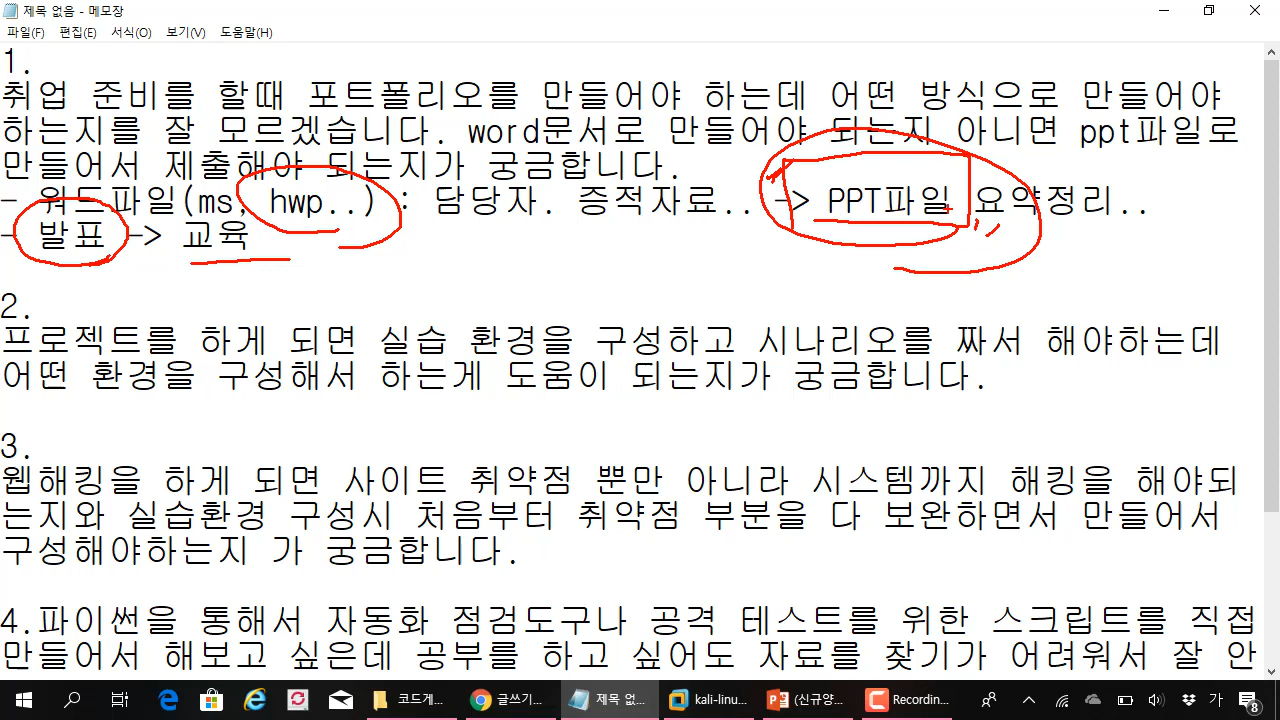 제목 없음 - 메모장
파일(F) 편집(E) 서식(O) 보기(V) 도움말(H)
1.
취업 준비를 할때 포트폴리오를 만들어야 하는데 어떤 방식으로 만들어야
하는지를 잘 모르겠습니다. word문서로 만들어야 되는지 아니면 ppt파일로
만들어서 제출해야 되는지가 궁금합니다.
- 워드파일(ms, hwp..) : 담당자. 증적자료.. -> PPT파일 요약정리..
- 발표 -> 교육
2.
프로젝트를 하게 되면 실습 환경을 구성하고 시나리오를 짜서 해야하는데
어떤 환경을 구성해서 하는게 도움이 되는지가 궁금합니다.
3.
웹해킹을 하게 되면 사이트 취약점 뿐만 아니라 시스템까지 해킹을 해야되
는지와 실습환경 구성시 처음부터 취약점 부분을 다 보완하면서 만들어서
구성해야하는지 가 궁금합니다.
4.파이썬을 통해서 자동화 점검도구나 공격 테스트를 위한 스크립트를 직접
만들어서 해보고 싶은데 공부를 하고 싶어도 자료를 찾기가 어려워서 잘 안
코드게... 글쓰기... 제목 없... kali-linu... (신규양... Recordin... 가 8